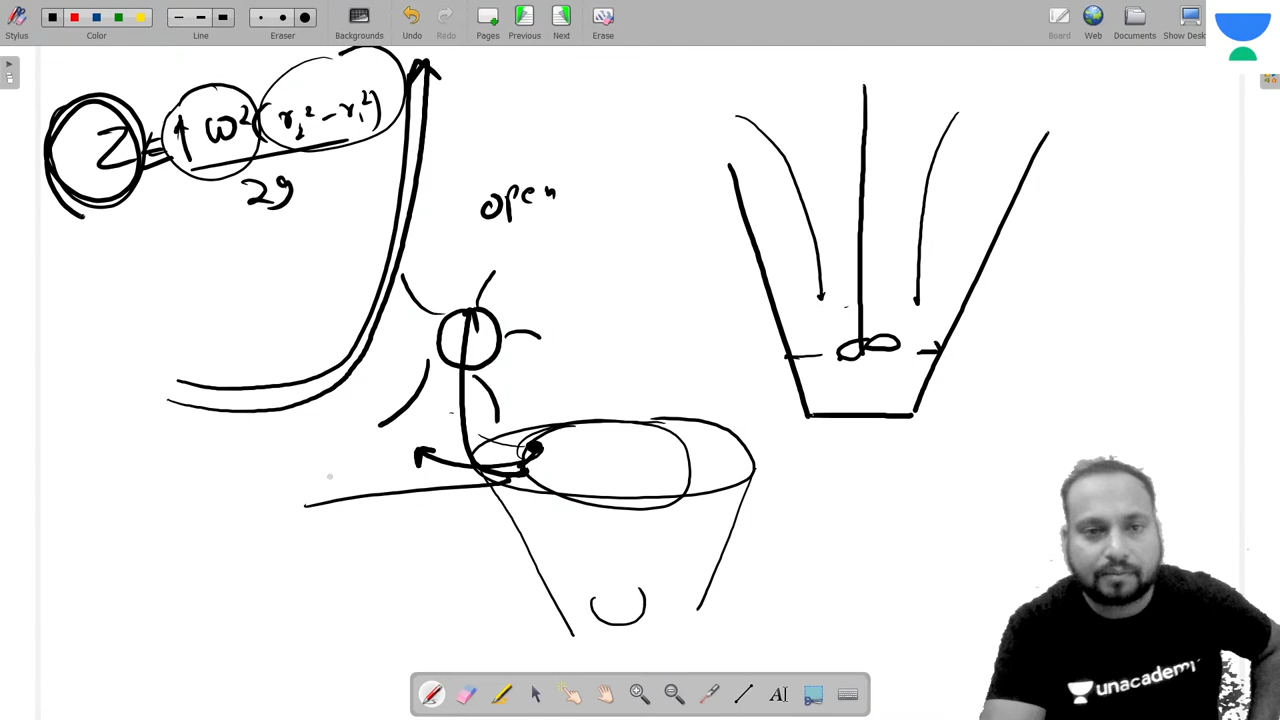 Stylus
Color
Line
Eraser
Backgrounds
Undo
Redo
Pages
Previous
Next
Erase
Board
Web
Documents
Show Desk
Z = ↑ω²(r₂² - r₁²)
2g
open
unacademy